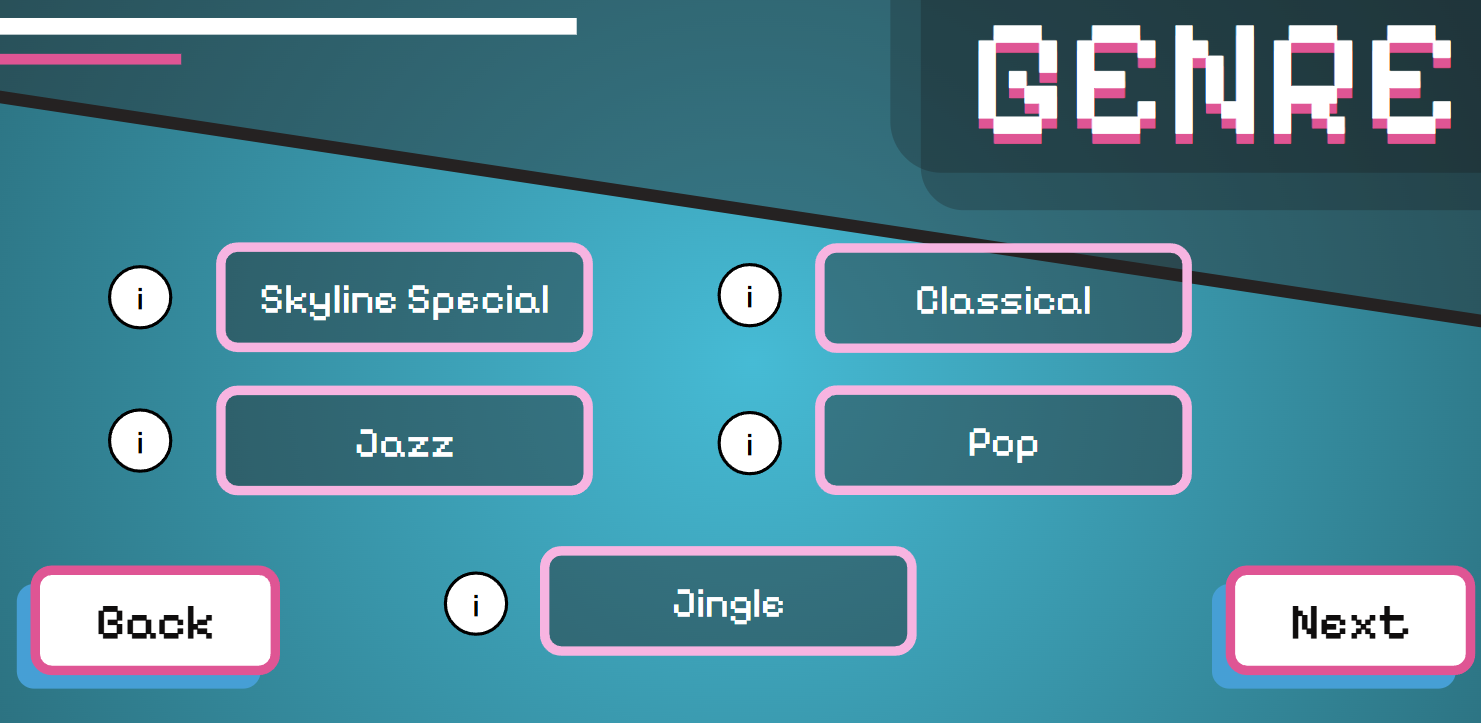 GENRE
i Skyline Special
i Classical
i Jazz
i Pop
i Jingle
Back
Next